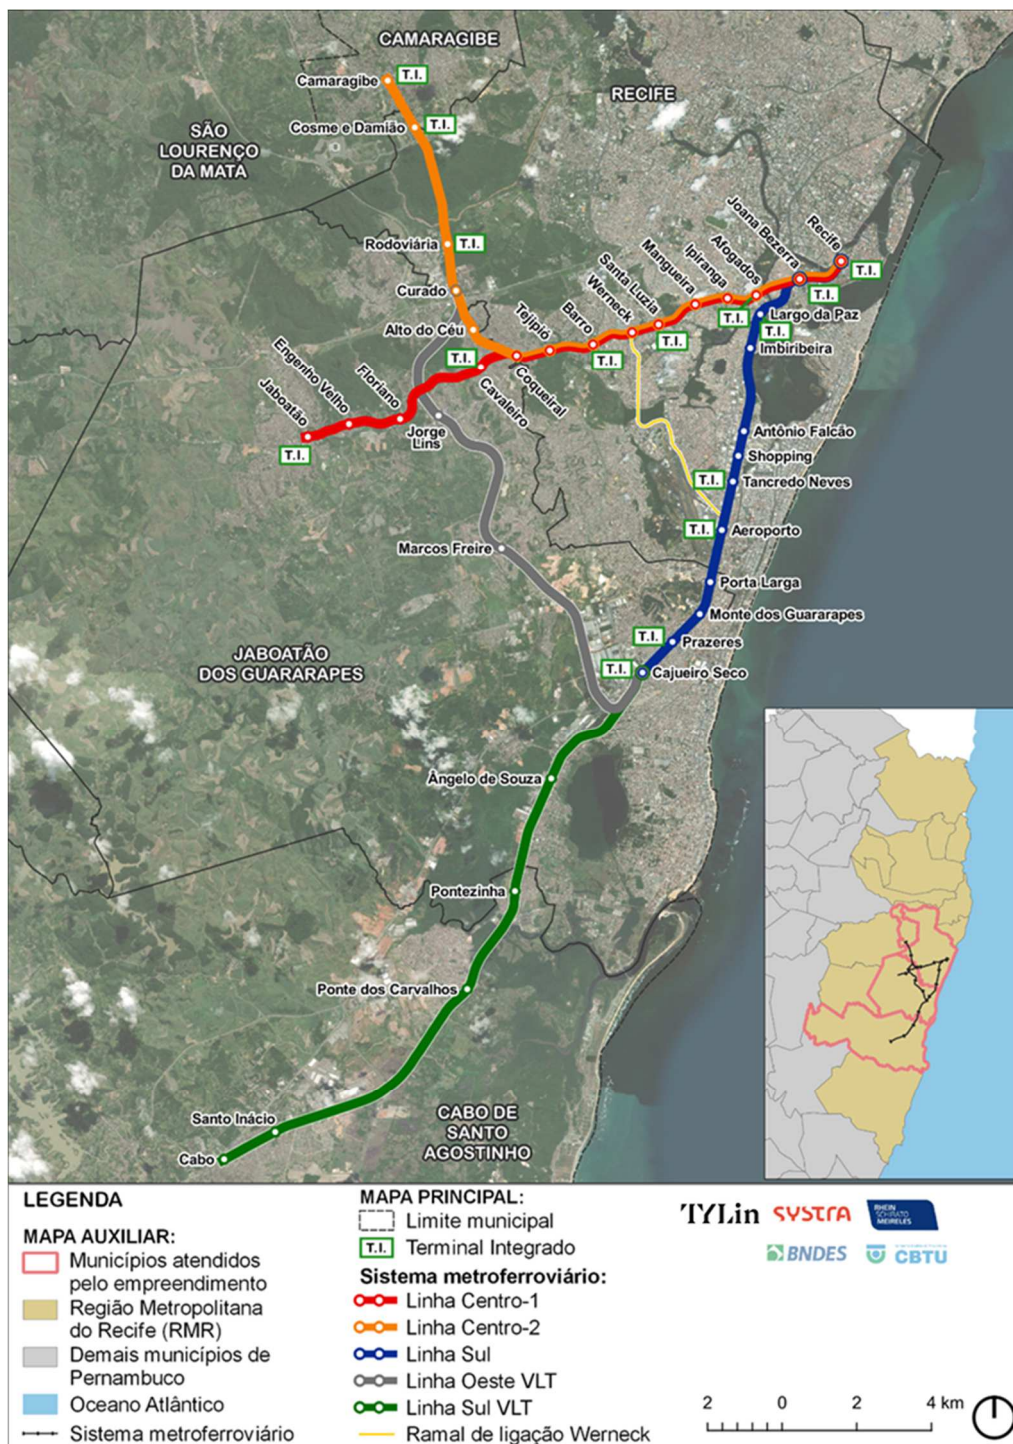 CAMARAGIBE
Camaragibe
T.I.
RECIFE
Cosme e Damião
T.I.
SÃO
LOURENÇO
DA MATA
Rodoviária
T.I.
Curado
Alto do Céu
T.I.
Cavaleiro
Coqueiral
Tejipió
Barro
T.I.
Werneck
Santa Luzia
T.I.
Mangueira
Ipiranga
Afogados
T.I.
Joana Bezerra
T.I.
Recife
T.I.
Largo da Paz
T.I.
Imbiribeira
Engenho Velho
Jaboatão
T.I.
Floriano
Jorge
Lins
Antônio Falcão
Shopping
T.I.
Tancredo Neves
T.I.
Aeroporto
Marcos Freire
Porta Larga
Monte dos Guararapes
T.I.
Prazeres
T.I.
Cajueiro Seco
JABOATÃO
DOS GUARARAPES
Ângelo de Souza
Pontezinha
Ponte dos Carvalhos
Santo Inácio
Cabo
CABO DE
SANTO
AGOSTINHO
LEGENDA
MAPA AUXILIAR:
Municípios atendidos
pelo empreendimento
Região Metropolitana
do Recife (RMR)
Demais municípios de
Pernambuco
Oceano Atlântico
Sistema metroferroviário
MAPA PRINCIPAL:
Limite municipal
T.I. Terminal Integrado
Sistema metroferroviário:
Linha Centro-1
Linha Centro-2
Linha Sul
Linha Oeste VLT
Linha Sul VLT
Ramal de ligação Werneck
TYLin SYSTRA RHEIN
SCHIRATO
MEIRELES
BNDES CBTU
2 0 2 4 km